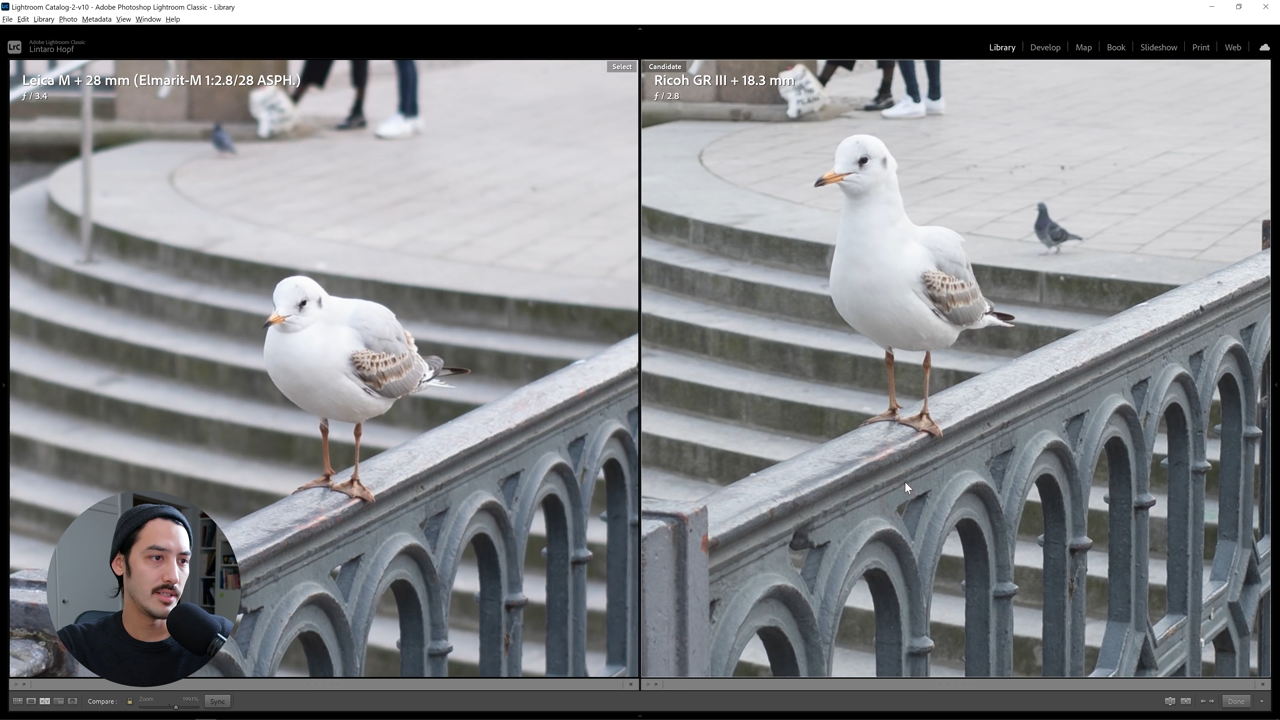 Lightroom Catalog-2-v10 - Adobe Photoshop Lightroom Classic - Library
File Edit Library Photo Metadata View Window Help
LrC
Adobe Lightroom Classic
Lintaro Hopf
Library | Develop | Map | Book | Slideshow | Print | Web
Leica M + 28 mm (Elmarit-M 1:2.8/28 ASPH.)
ƒ / 3.4
Select
Candidate
Ricoh GR III + 18.3 mm
ƒ / 2.8
Compare :
Zoom
Sync
Done